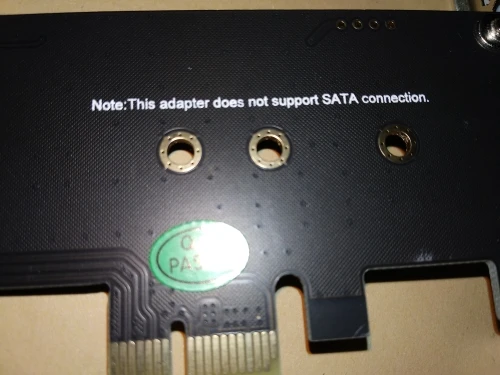 Note:This adapter does not support SATA connection.